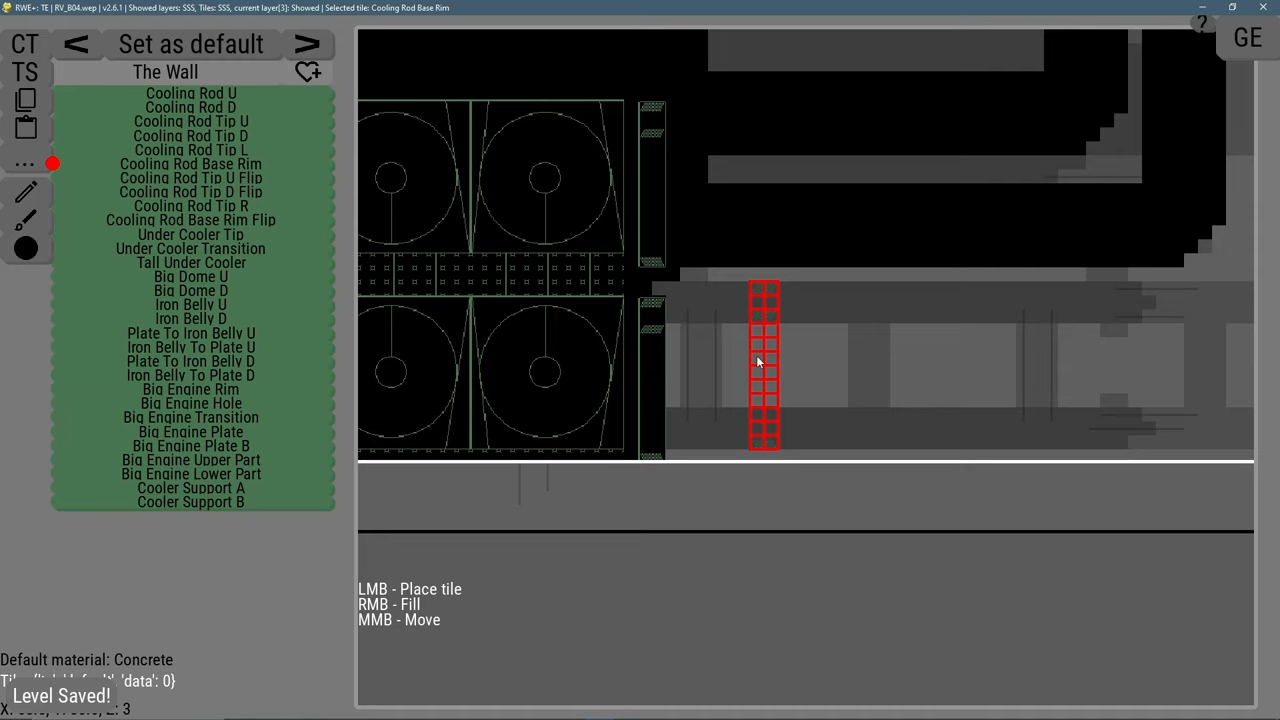 RWE+: TE | RV_B04.wep | v2.6.1 | Showed layers: SSS, Tiles: SSS, current layer[3]: Showed | Selected tile: Cooling Rod Base Rim
?
CT < Set as default > GE
TS The Wall
Cooling Rod U
Cooling Rod D
Cooling Rod Tip U
Cooling Rod Tip D
Cooling Rod Tip L
... Cooling Rod Base Rim
Cooling Rod Tip U Flip
Cooling Rod Tip D Flip
Cooling Rod Tip R
Cooling Rod Base Rim Flip
Under Cooler Tip
Under Cooler Transition
Tall Under Cooler
Big Dome U
Big Dome D
Iron Belly U
Iron Belly D
Plate To Iron Belly U
Iron Belly To Plate U
Plate To Iron Belly D
Iron Belly To Plate D
Big Engine Rim
Big Engine Hole
Big Engine Transition
Big Engine Plate
Big Engine Plate B
Big Engine Upper Part
Big Engine Lower Part
Cooler Support A
Cooler Support B
LMB - Place tile
RMB - Fill
MMB - Move
Default material: Concrete
'data': 0}
Level Saved!
Z: 3